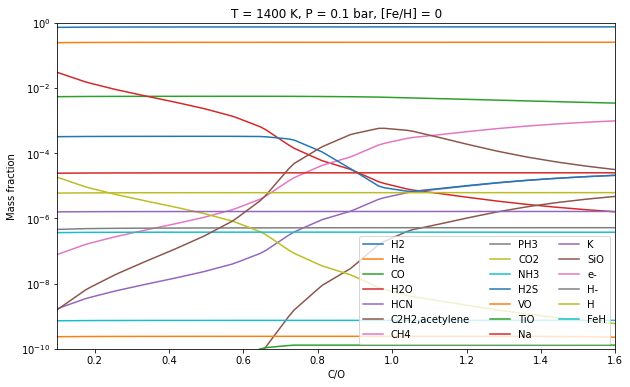 T = 1400 K, P = 0.1 bar, [Fe/H] = 0
Mass fraction
10⁰
10⁻²
10⁻⁴
10⁻⁶
10⁻⁸
10⁻¹⁰
H2
He
CO
H2O
HCN
C2H2,acetylene
CH4
PH3
CO2
NH3
H2S
VO
TiO
Na
K
SiO
e-
H-
H
FeH
0.2 0.4 0.6 0.8 1.0 1.2 1.4 1.6
C/O